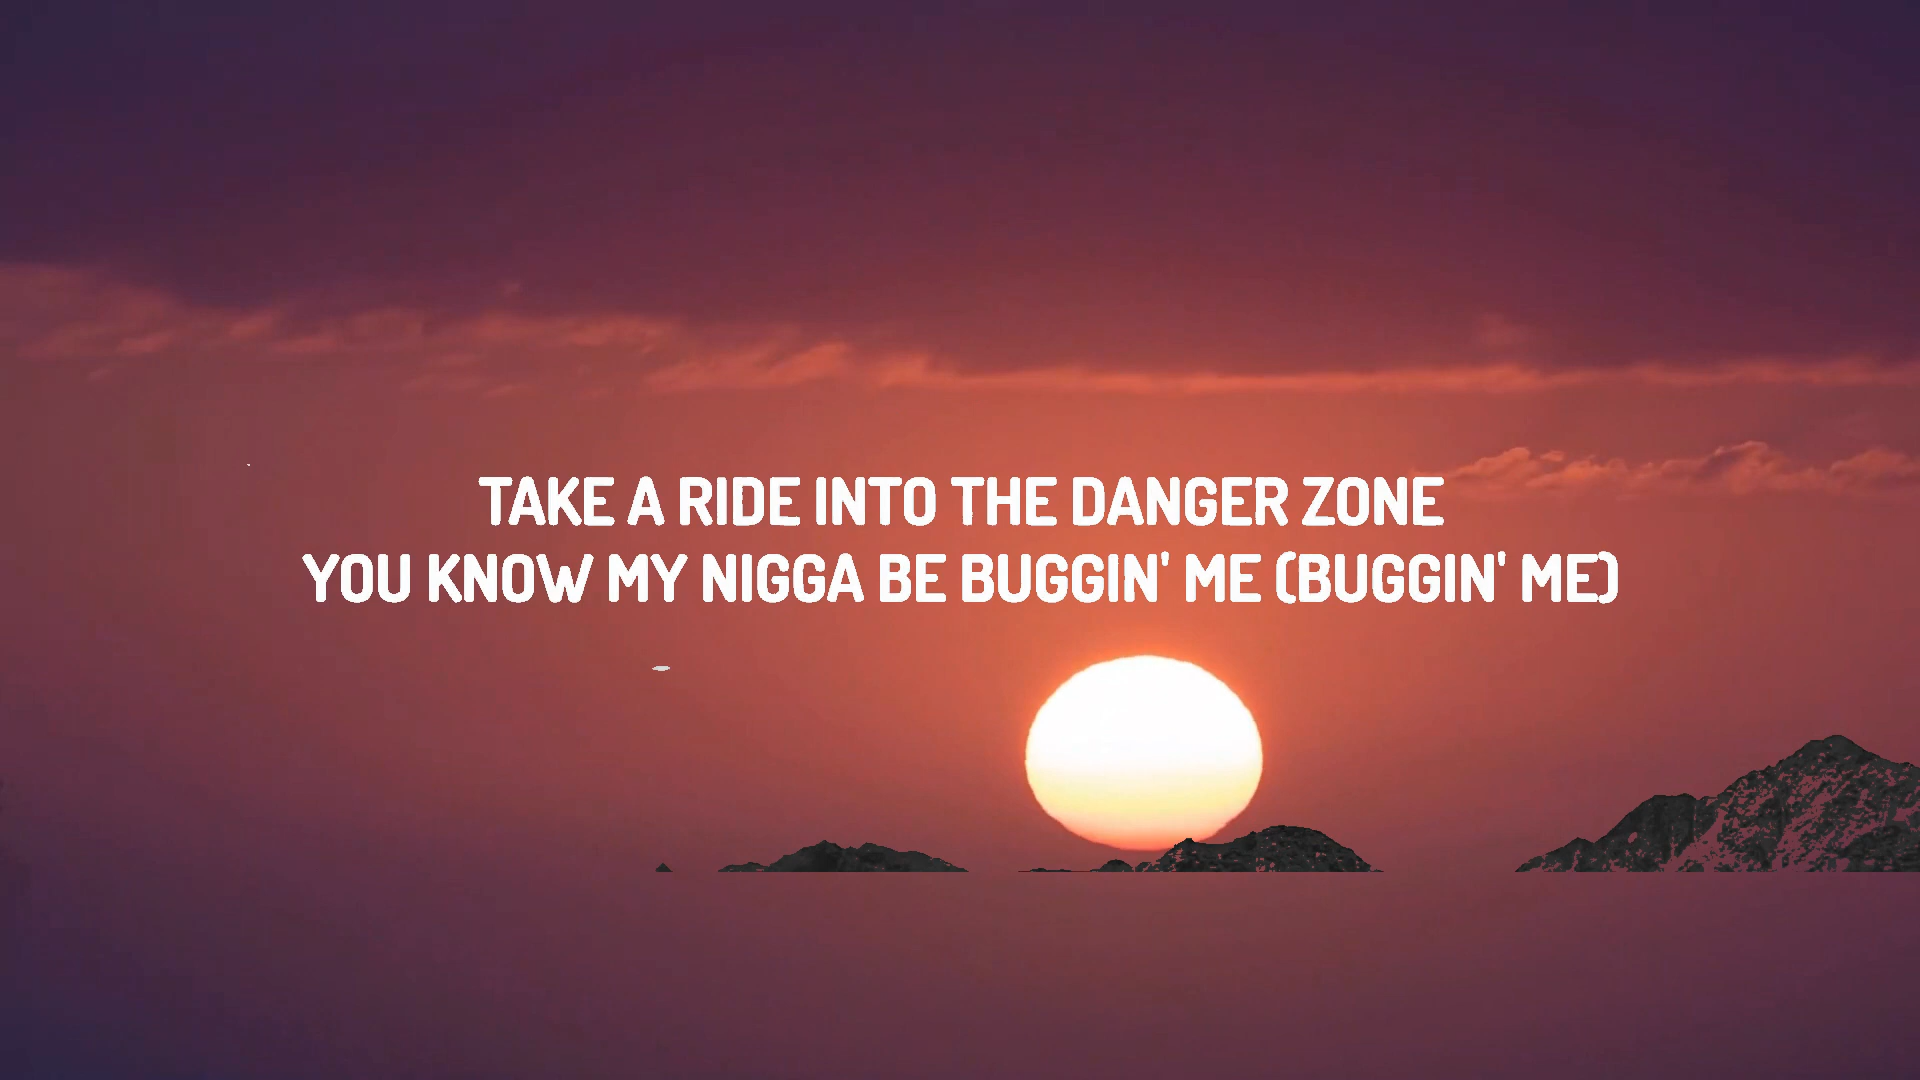 TAKE A RIDE INTO THE DANGER ZONE
YOU KNOW MY NIGGA BE BUGGIN' ME (BUGGIN' ME)